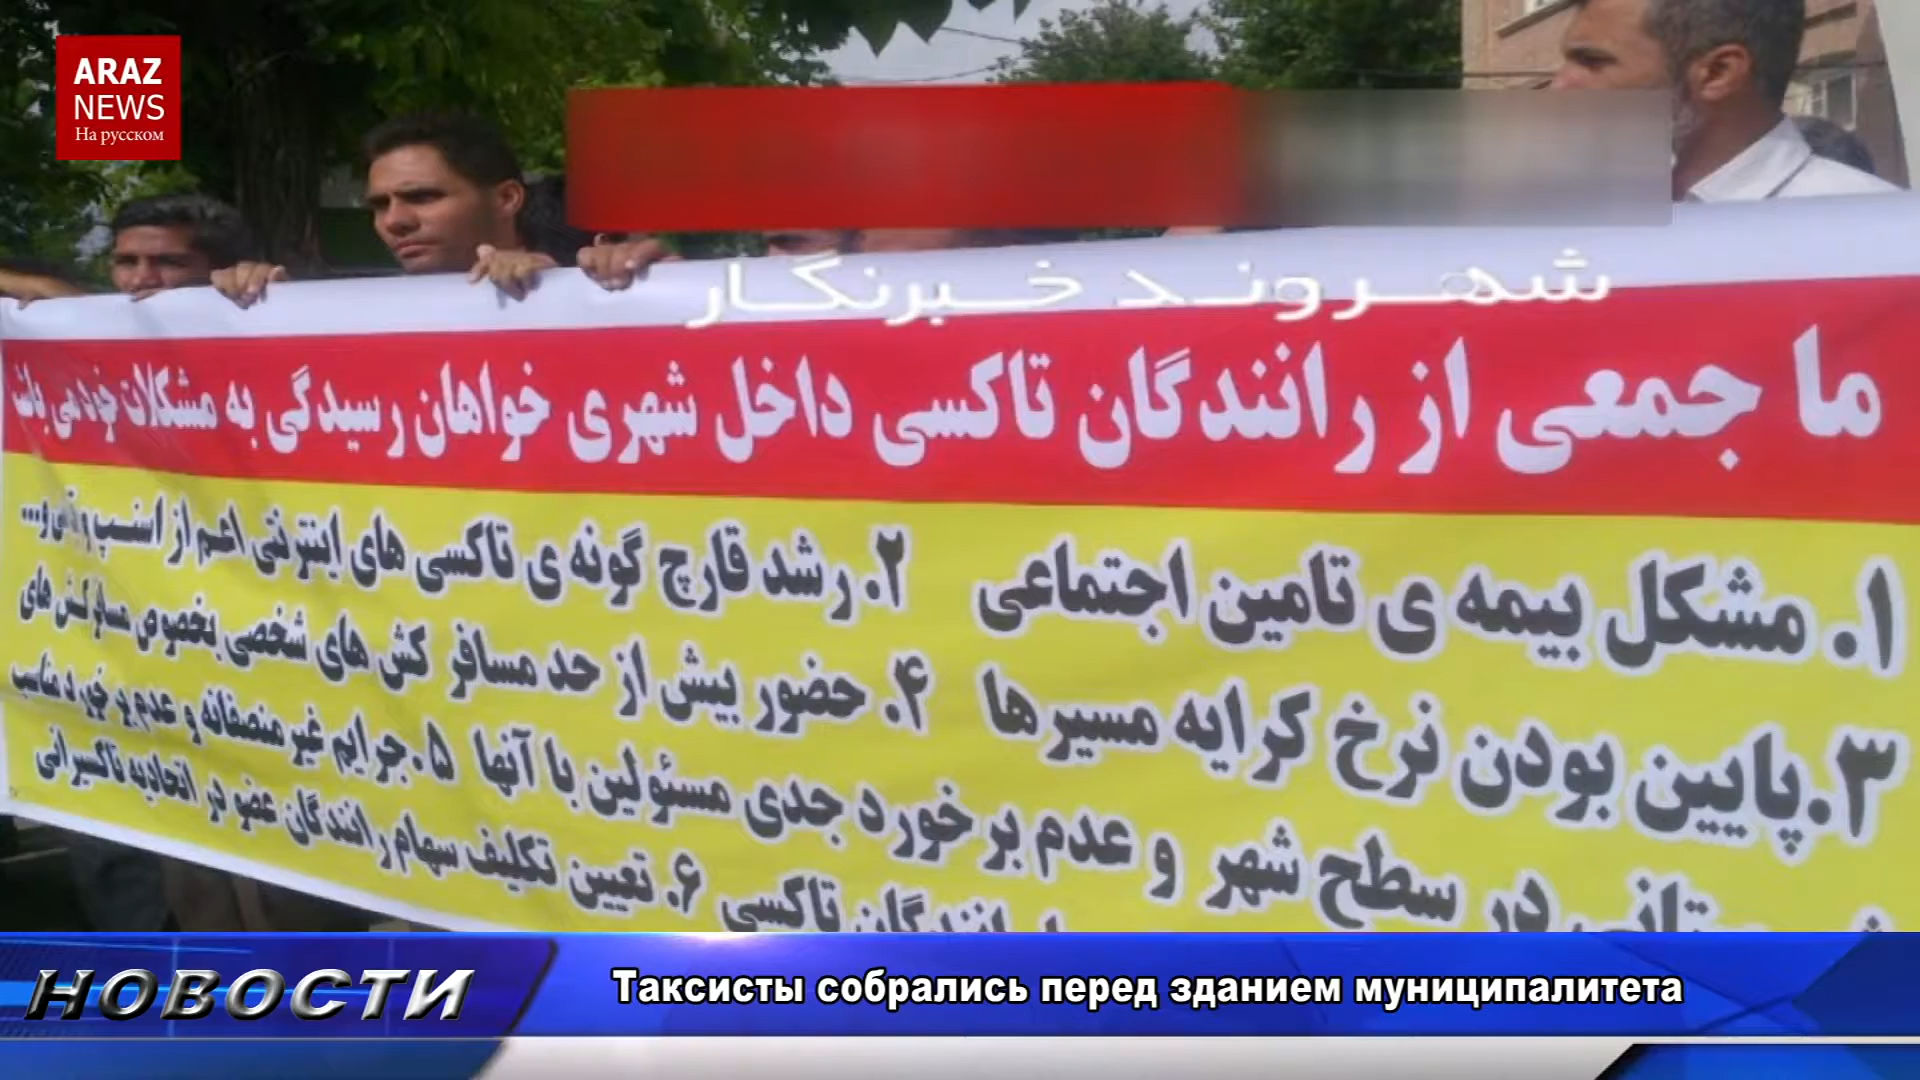 ARAZ
NEWS
На русском
شهروند خبرنگار
ما جمعی از رانندگان تاکسی داخل شهری خواهان رسیدگی به مشکلات خود می باشد
۱. مشکل بیمه ی تامین اجتماعی ۲. رشد قارچ گونه ی تاکسی های اینترنتی اعم از اسنپ و و...
۳.پایین بودن نرخ کرایه مسیرها ۴. حضور بیش از حد مسافر کش های شخصی بخصوص مسافر کش های
در سطح شهر و عدم برخورد جدی مسئولین با آنها ۵.جرایم غیر منصفانه و عدم برخورد مناسب
رانندگان تاکسی ۶. تعیین تکلیف سهام رانندگان عضو در اتحادیه تاکسیرانی
НОВОСТИ
Таксисты собрались перед зданием муниципалитета